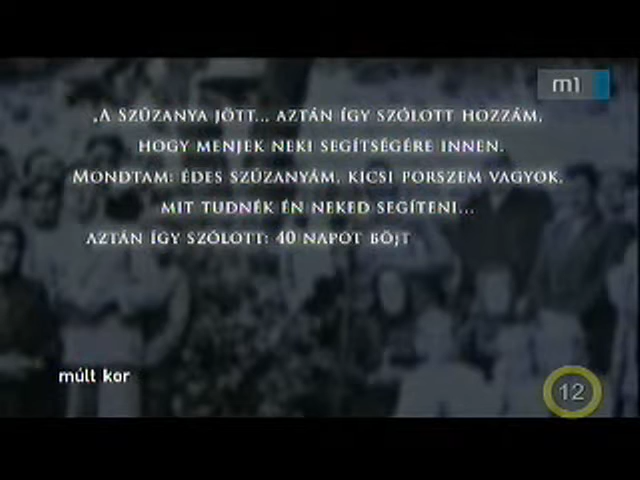 m1
„A Szűzanya jött... aztán így szólott hozzám,
hogy menjek neki segítségére innen.
Mondtam: édes szűzanyám, kicsi porszem vagyok,
mit tudnék én neked segíteni...
aztán így szólott: 40 napot böjt
múlt kor
12